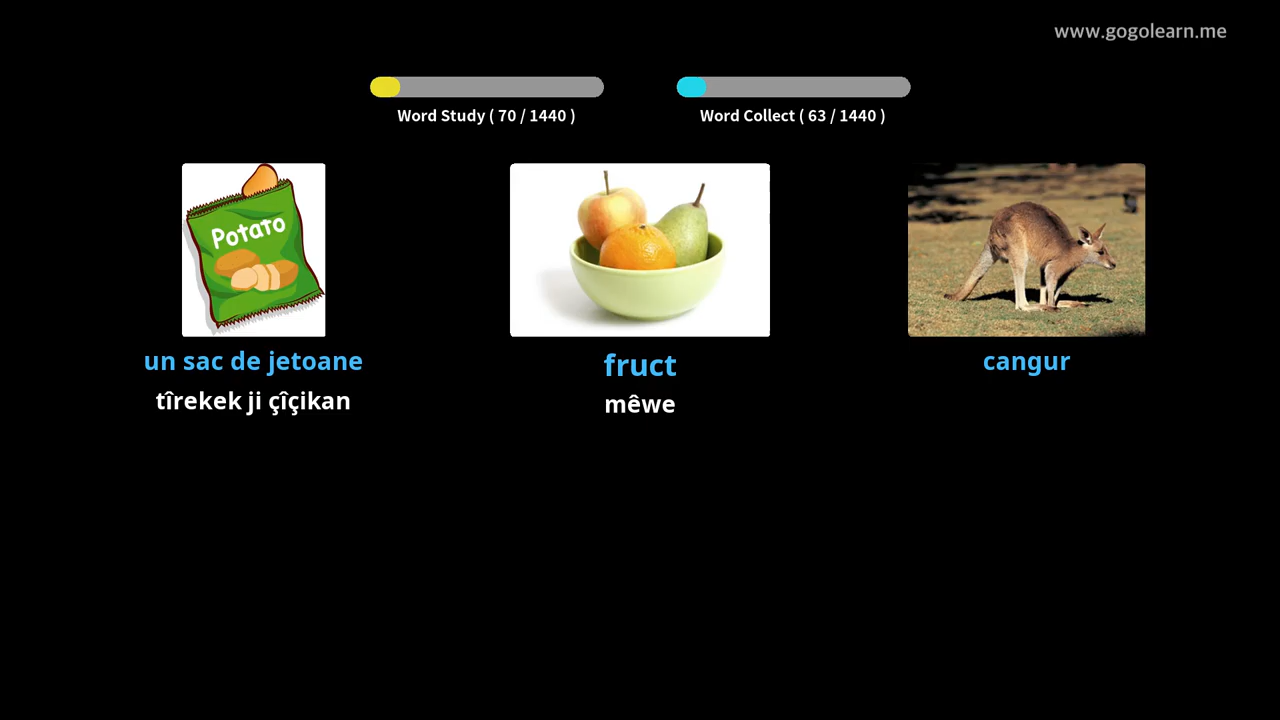 www.gogolearn.me
Word Study ( 70 / 1440 )
Word Collect ( 63 / 1440 )
Potato
un sac de jetoane
tîrekek ji çîçikan
fruct
mêwe
cangur